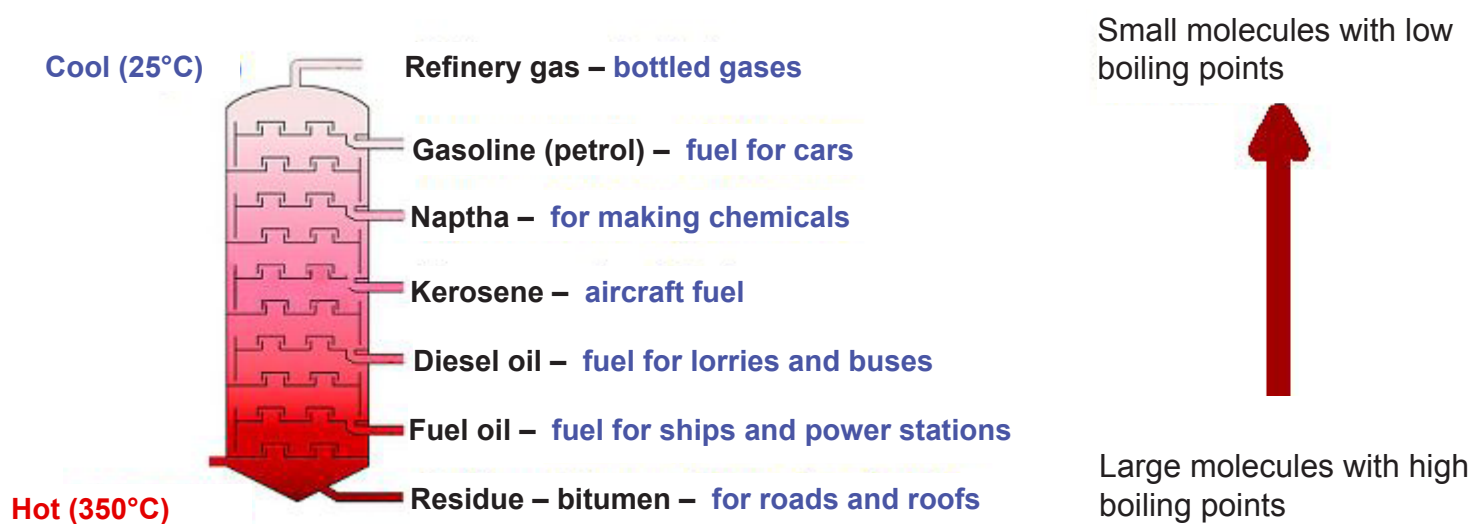 Cool (25°C)
Refinery gas – bottled gases
Gasoline (petrol) – fuel for cars
Naptha – for making chemicals
Kerosene – aircraft fuel
Diesel oil – fuel for lorries and buses
Fuel oil – fuel for ships and power stations
Residue – bitumen – for roads and roofs
Hot (350°C)
Small molecules with low
boiling points
Large molecules with high
boiling points